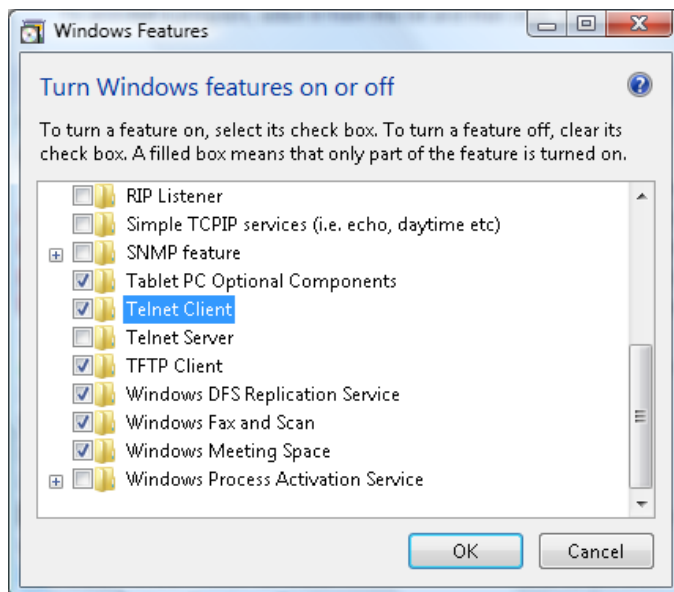 Windows Features
Turn Windows features on or off
To turn a feature on, select its check box. To turn a feature off, clear its
check box. A filled box means that only part of the feature is turned on.
RIP Listener
Simple TCPIP services (i.e. echo, daytime etc)
SNMP feature
Tablet PC Optional Components
Telnet Client
Telnet Server
TFTP Client
Windows DFS Replication Service
Windows Fax and Scan
Windows Meeting Space
Windows Process Activation Service
OK
Cancel